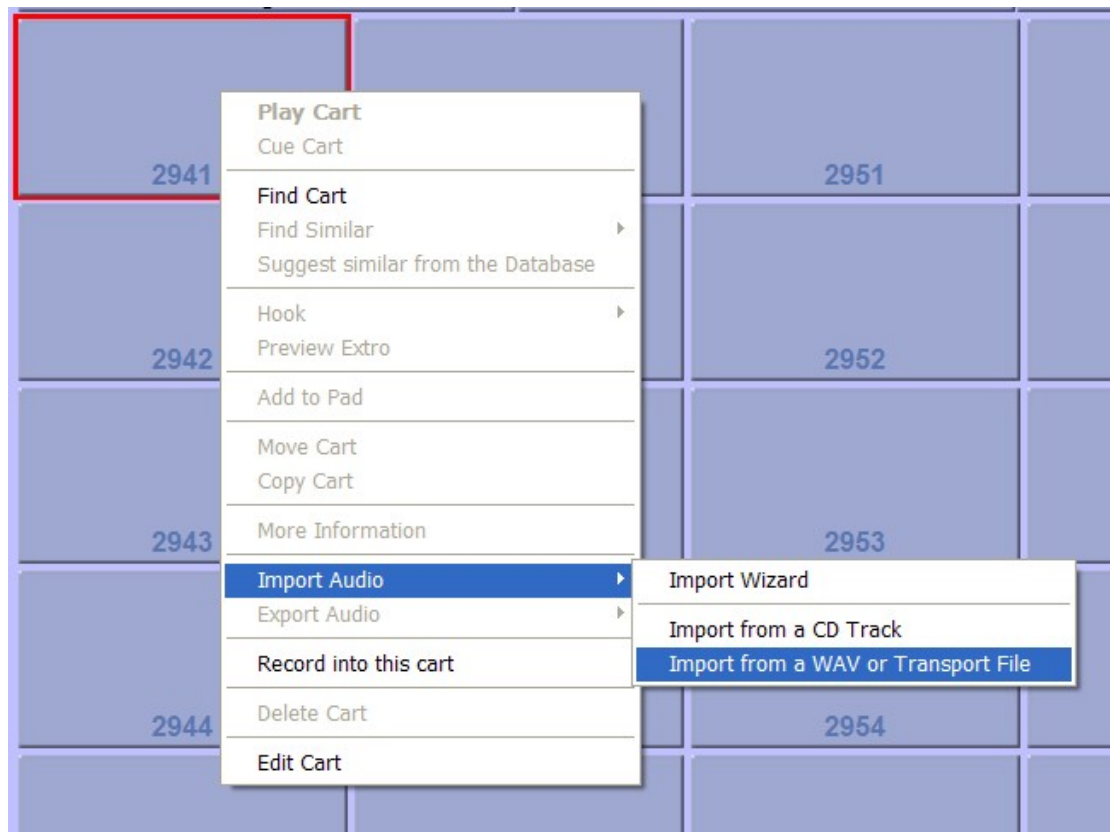 Play Cart
Cue Cart
2941
2951
Find Cart
Find Similar
Suggest similar from the Database
Hook
Preview Extro
2942
2952
Add to Pad
Move Cart
Copy Cart
More Information
2943
2953
Import Audio
Import Wizard
Export Audio
Import from a CD Track
Record into this cart
Import from a WAV or Transport File
Delete Cart
2944
2954
Edit Cart